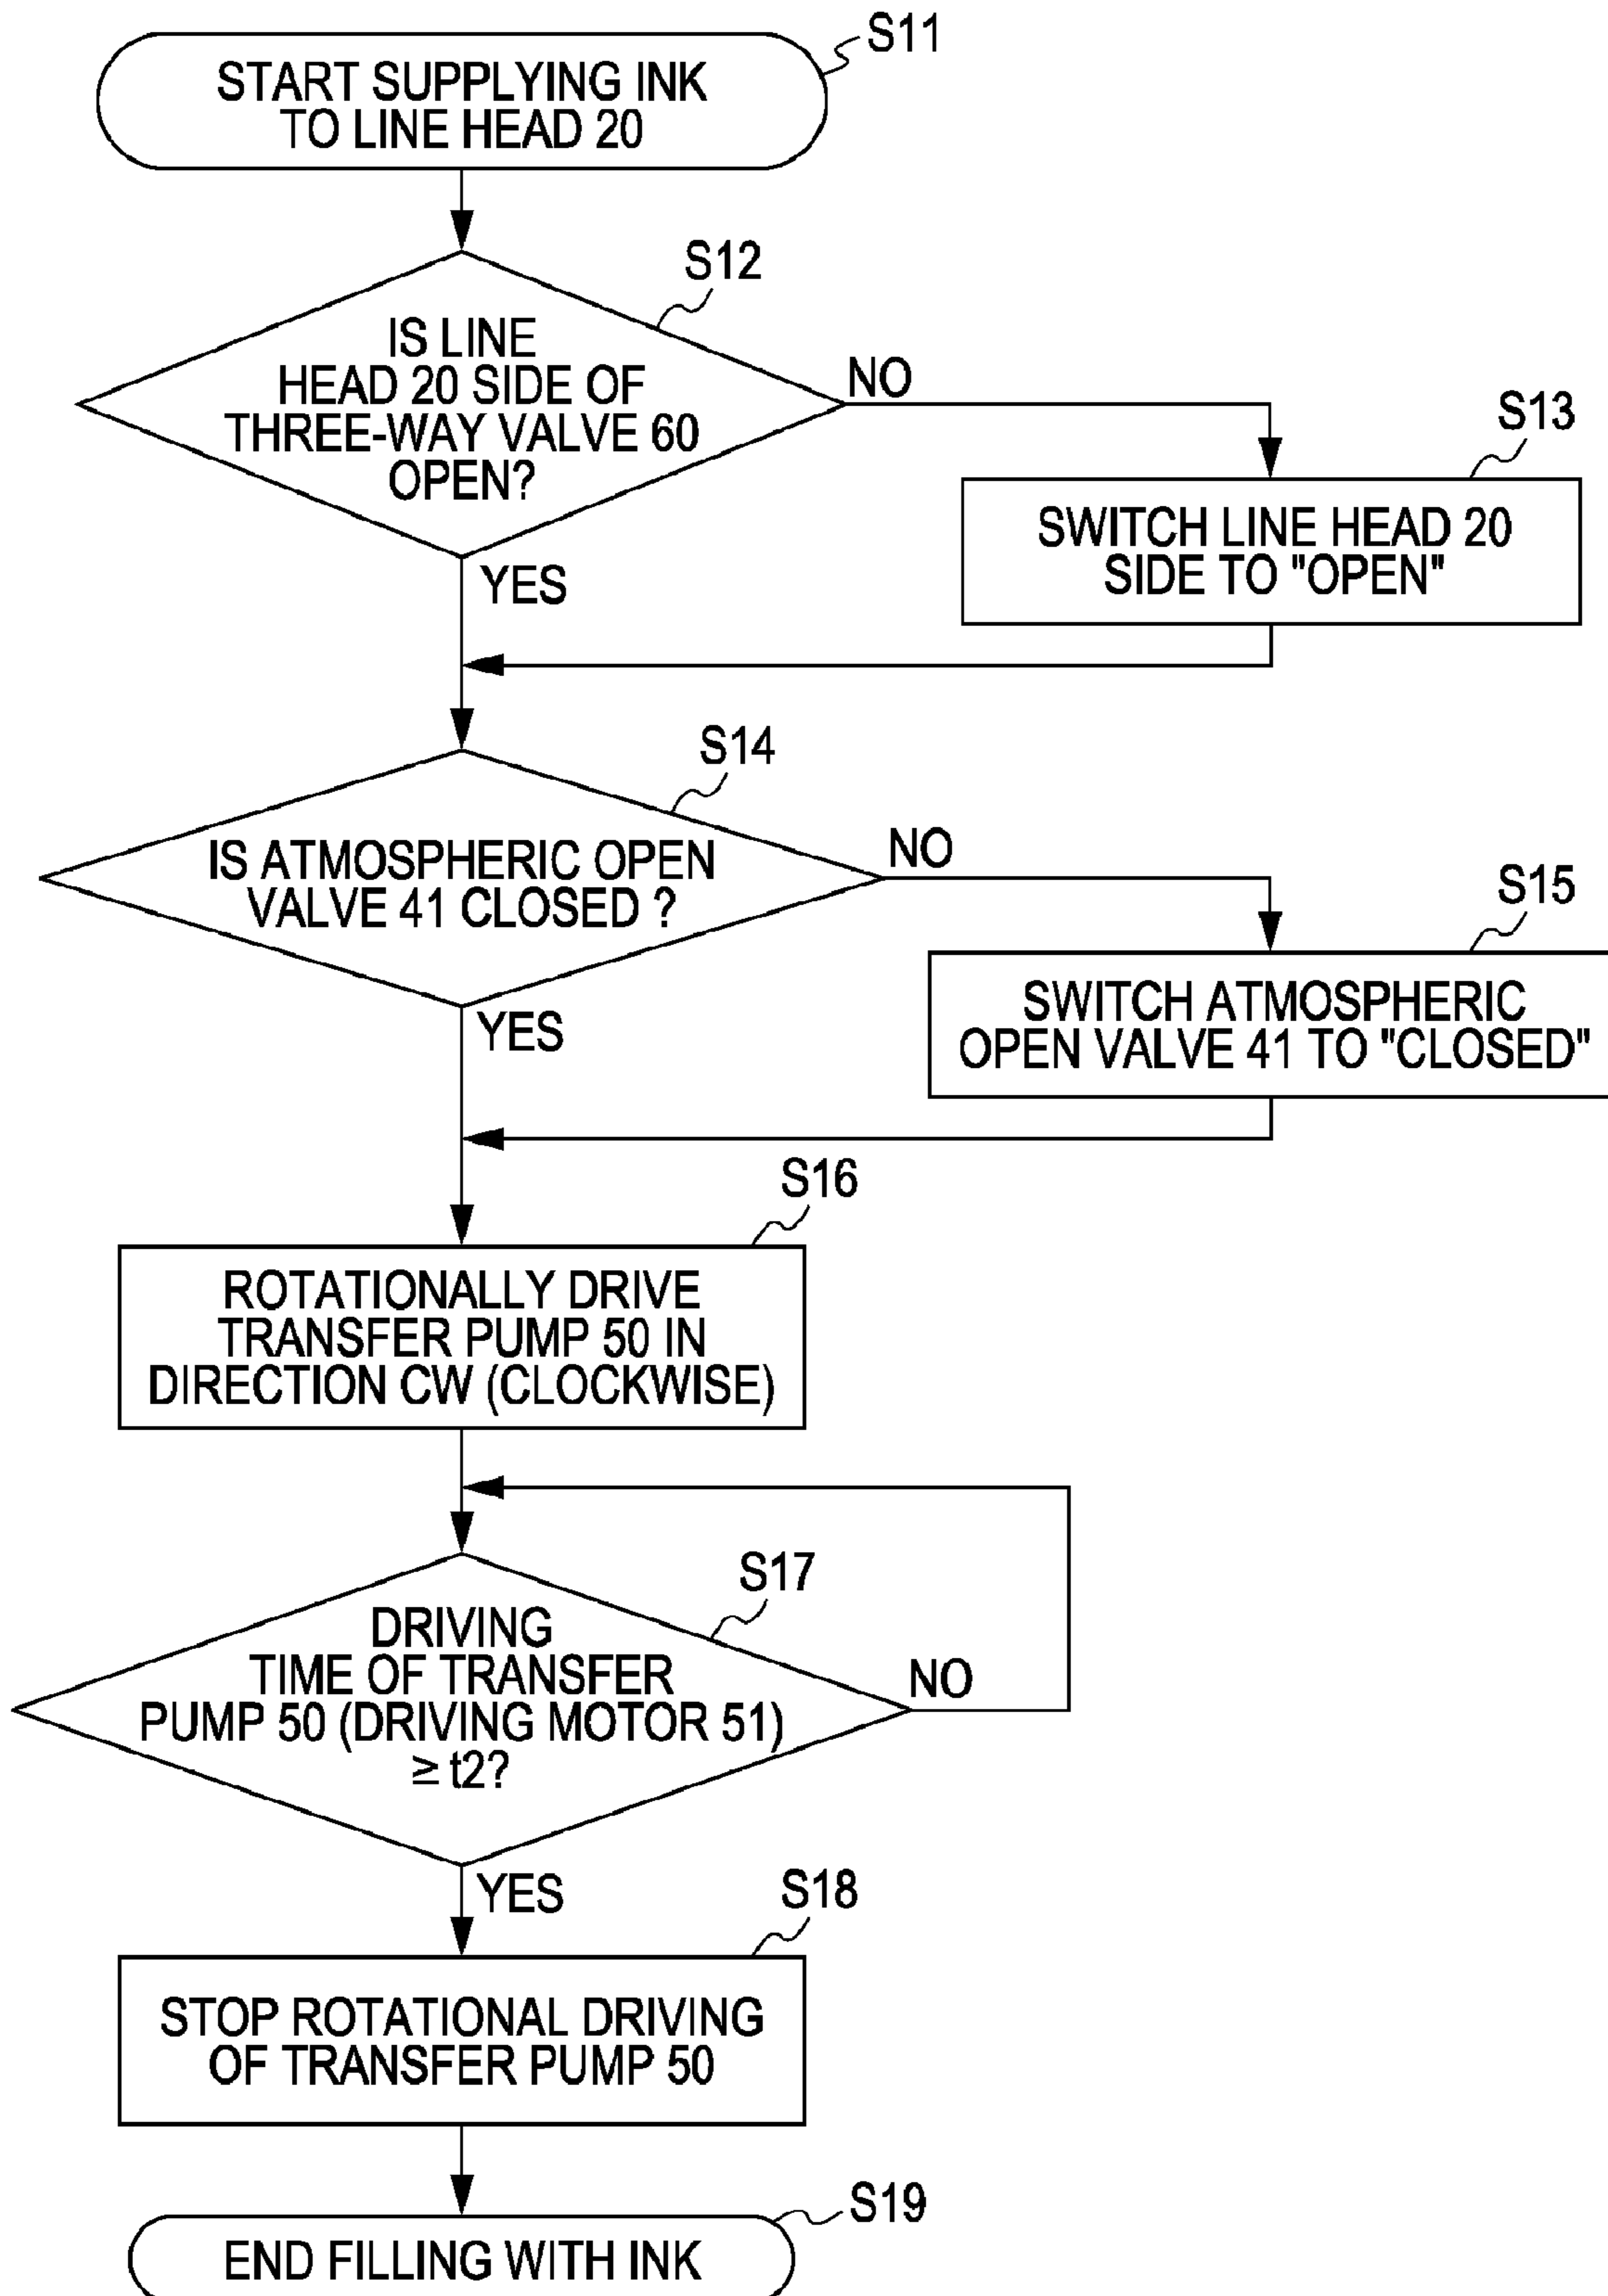 S11
START SUPPLYING INK
TO LINE HEAD 20
S12
IS LINE
HEAD 20 SIDE OF
THREE-WAY VALVE 60
OPEN?
NO
S13
SWITCH LINE HEAD 20
SIDE TO "OPEN"
YES
S14
IS ATMOSPHERIC OPEN
VALVE 41 CLOSED ?
NO
S15
SWITCH ATMOSPHERIC
OPEN VALVE 41 TO "CLOSED"
YES
S16
ROTATIONALLY DRIVE
TRANSFER PUMP 50 IN
DIRECTION CW (CLOCKWISE)
S17
DRIVING
TIME OF TRANSFER
PUMP 50 (DRIVING MOTOR 51)
≥ t2?
NO
YES
S18
STOP ROTATIONAL DRIVING
OF TRANSFER PUMP 50
S19
END FILLING WITH INK